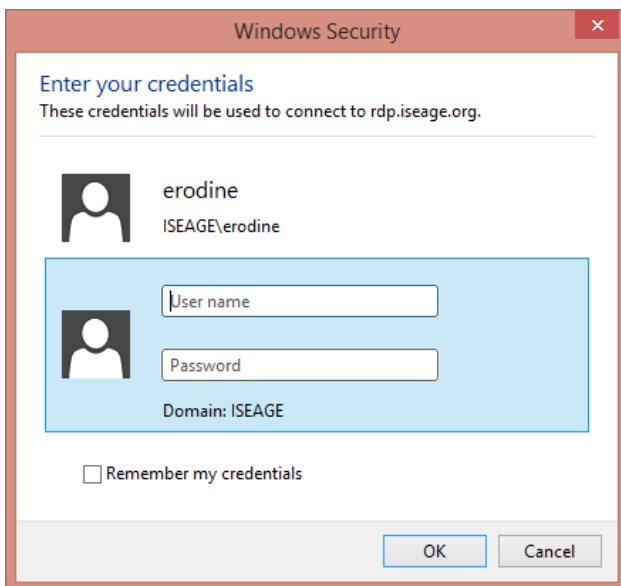 Windows Security
Enter your credentials
These credentials will be used to connect to rdp.iseage.org.
erodine
ISEAGE\erodine
User name
Password
Domain: ISEAGE
Remember my credentials
OK Cancel